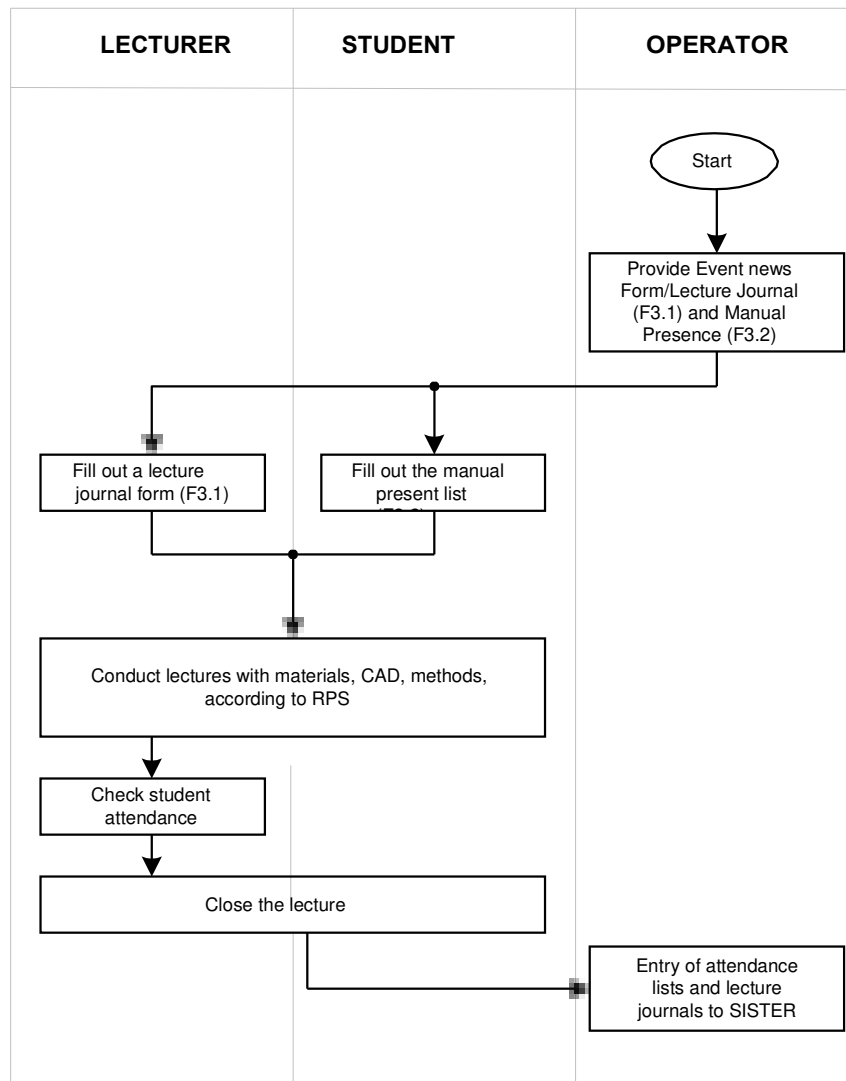 LECTURER
STUDENT
OPERATOR
Start
Provide Event news
Form/Lecture Journal
(F3.1) and Manual
Presence (F3.2)
Fill out a lecture
journal form (F3.1)
Fill out the manual
present list
Conduct lectures with materials, CAD, methods,
according to RPS
Check student
attendance
Close the lecture
Entry of attendance
lists and lecture
journals to SISTER